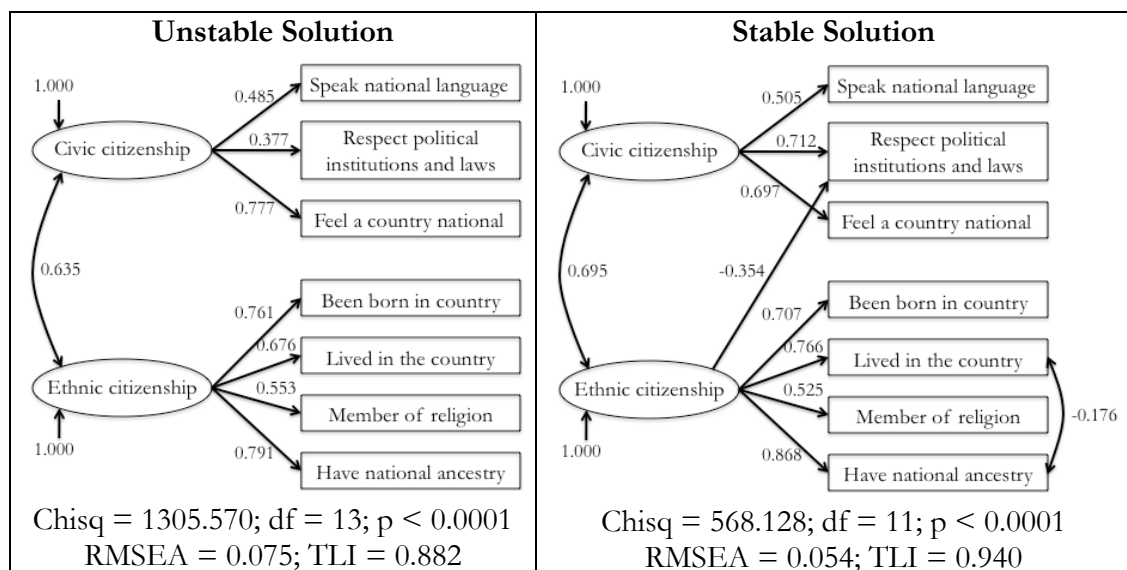 Unstable Solution
1.000
Civic citizenship
0.485
0.377
0.777
Speak national language
Respect political
institutions and laws
Feel a country national
0.635
Ethnic citizenship
1.000
0.761
0.676
0.553
0.791
Been born in country
Lived in the country
Member of religion
Have national ancestry
Chisq = 1305.570; df = 13; p < 0.0001
RMSEA = 0.075; TLI = 0.882
Stable Solution
1.000
Civic citizenship
0.505
0.712
0.697
Speak national language
Respect political
institutions and laws
Feel a country national
0.695
-0.354
Ethnic citizenship
1.000
0.707
0.766
0.525
0.868
Been born in country
Lived in the country
Member of religion
Have national ancestry
-0.176
Chisq = 568.128; df = 11; p < 0.0001
RMSEA = 0.054; TLI = 0.940